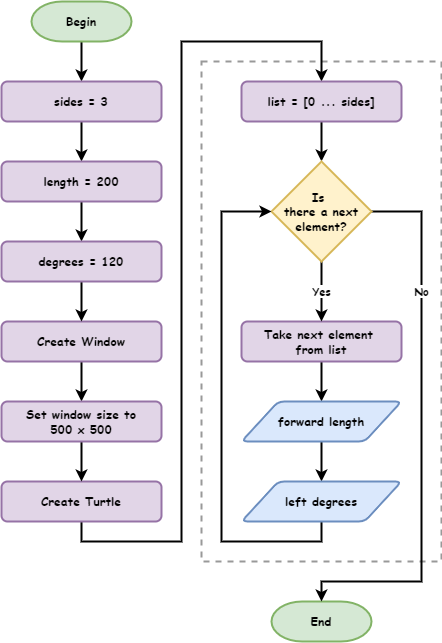 Begin
sides = 3
length = 200
degrees = 120
Create Window
Set window size to
500 x 500
Create Turtle
list = [0 ... sides]
Is
there a next
element?
Yes
No
Take next element
from list
forward length
left degrees
End